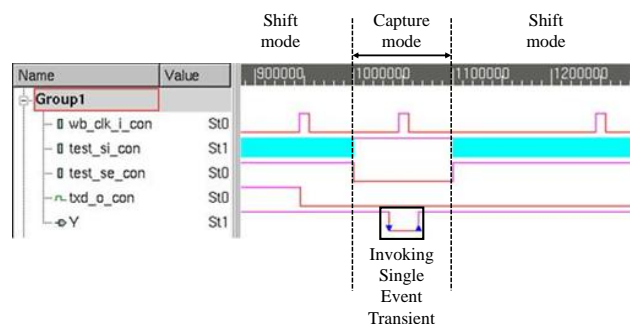 Shift mode
Capture mode
Shift mode
Name Value 900000 1000000 1100000 1200000
Group1
wb_clk_i_con St0
test_si_con St1
test_se_con St0
txd_o_con St0
Y St1
Invoking
Single
Event
Transient